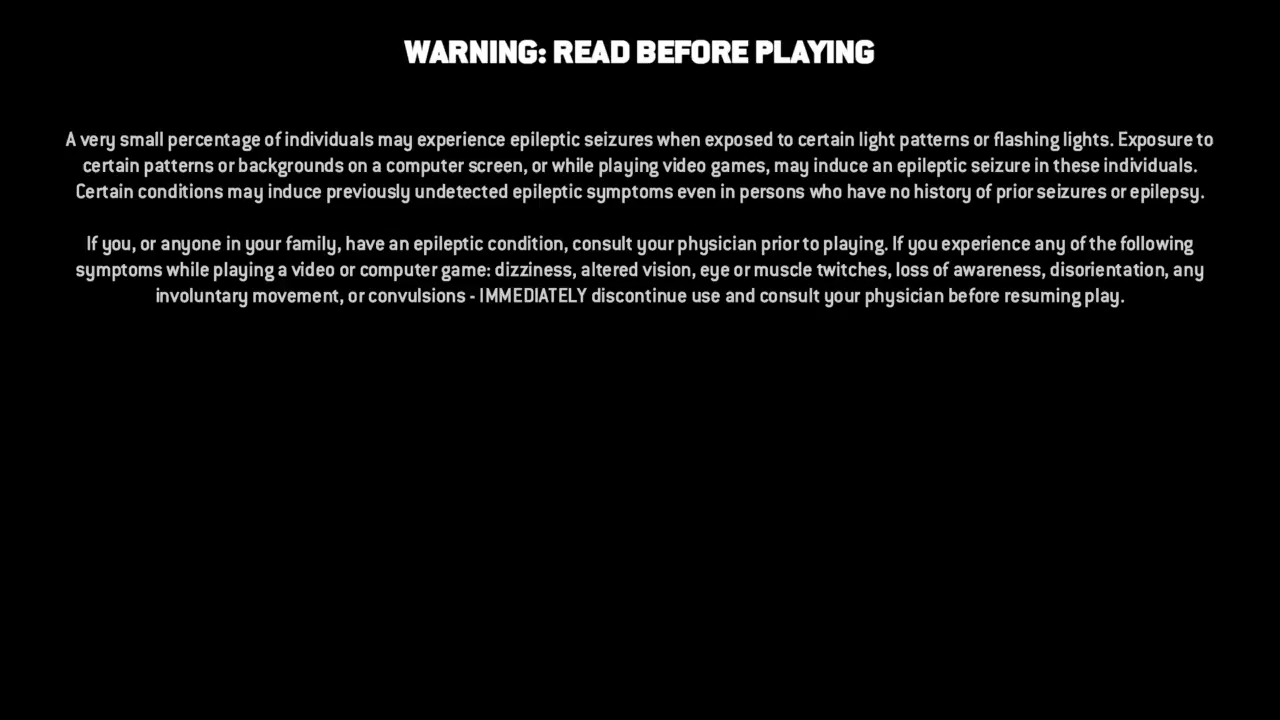 WARNING: READ BEFORE PLAYING
A very small percentage of individuals may experience epileptic seizures when exposed to certain light patterns or flashing lights. Exposure to
certain patterns or backgrounds on a computer screen, or while playing video games, may induce an epileptic seizure in these individuals.
Certain conditions may induce previously undetected epileptic symptoms even in persons who have no history of prior seizures or epilepsy.
If you, or anyone in your family, have an epileptic condition, consult your physician prior to playing. If you experience any of the following
symptoms while playing a video or computer game: dizziness, altered vision, eye or muscle twitches, loss of awareness, disorientation, any
involuntary movement, or convulsions - IMMEDIATELY discontinue use and consult your physician before resuming play.